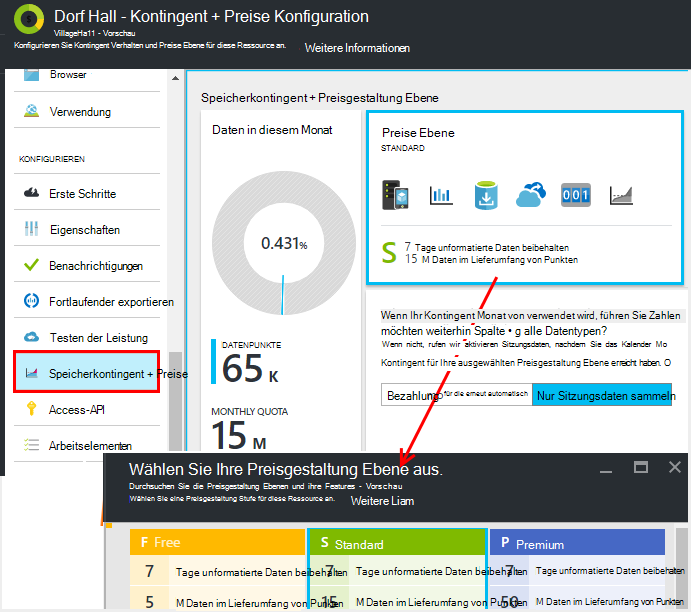 Dorf Hall - Kontingent + Preise Konfiguration
VillageHa11 - Vorschau
Konfigurieren Sie Kontingent Verhalten und Preise Ebene für diese Ressource an.
Weitere Informationen
Browser
Verwendung
KONFIGURIEREN
Erste Schritte
Eigenschaften
Benachrichtigungen
Fortlaufender exportieren
Testen der Leistung
Speicherkontingent + Preise
Access-API
Arbeitselementen
Speicherkontingent + Preisgestaltung Ebene
Daten in diesem Monat
0.431%
DATENPUNKTE
65 K
MONTHLY QUOTA
15 M
Preise Ebene
STANDARD
001
S
7 Tage unformatierte Daten beibehalten
15 M Daten im Lieferumfang von Punkten
Wenn Ihr Kontingent Monat von verwendet wird, führen Sie Zahlen
möchten weiterhin Spalte • g alle Datentypen?
Wenn nicht, rufen wir aktivieren Sitzungsdaten, nachdem Sie das Kalender Mo
Kontingent für Ihre ausgewählten Preisgestaltung Ebene erreicht haben. O
Bezahlung für die erneut automatisch
Nur Sitzungsdaten sammeln
Wählen Sie Ihre Preisgestaltung Ebene aus.
Durchsuchen Sie die Preisgestaltung Ebenen und ihre Features - Vorschau
Wählen Sie eine Preisgestaltung Stufe für diese Ressource an.
Weitere Liam
F Free
7 Tage unformatierte Daten beibehalten
5 M Daten im Lieferumfang von Punkten
S Standard
7 Tage unformatierte Daten beibehalten
15 M Daten im Lieferumfang von Punkten
P Premium
7 Tage unformatierte Daten beibehalten
50 M Daten im Lieferumfang von Punkten